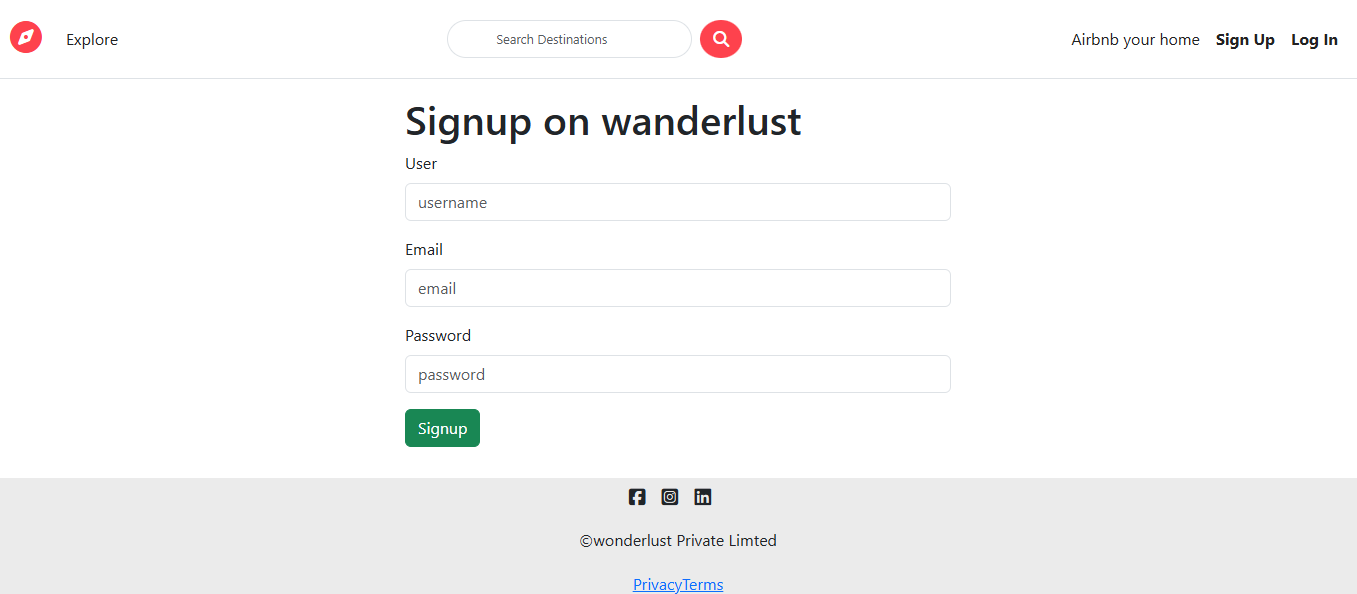 Explore
Search Destinations
Airbnb your home Sign Up Log In
Signup on wanderlust
User
username
Email
email
Password
password
Signup
©wonderlust Private Limted
PrivacyTerms